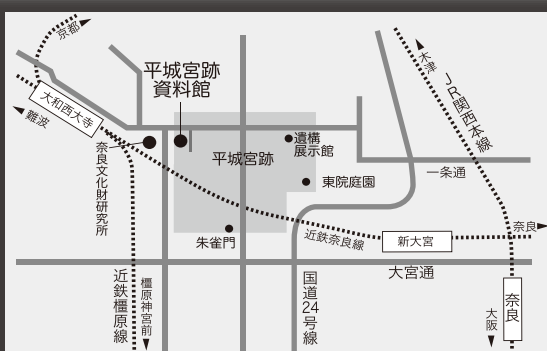 京都
大和西大寺
難波
平城宮跡
資料館
奈良文化財研究所
平城宮跡
遺構
展示館
東院庭園
朱雀門
木津
JR関西本線
一条通
近鉄奈良線
新大宮
奈良
大宮通
近鉄橿原線
橿原神宮前
国道24号線
大阪
奈良